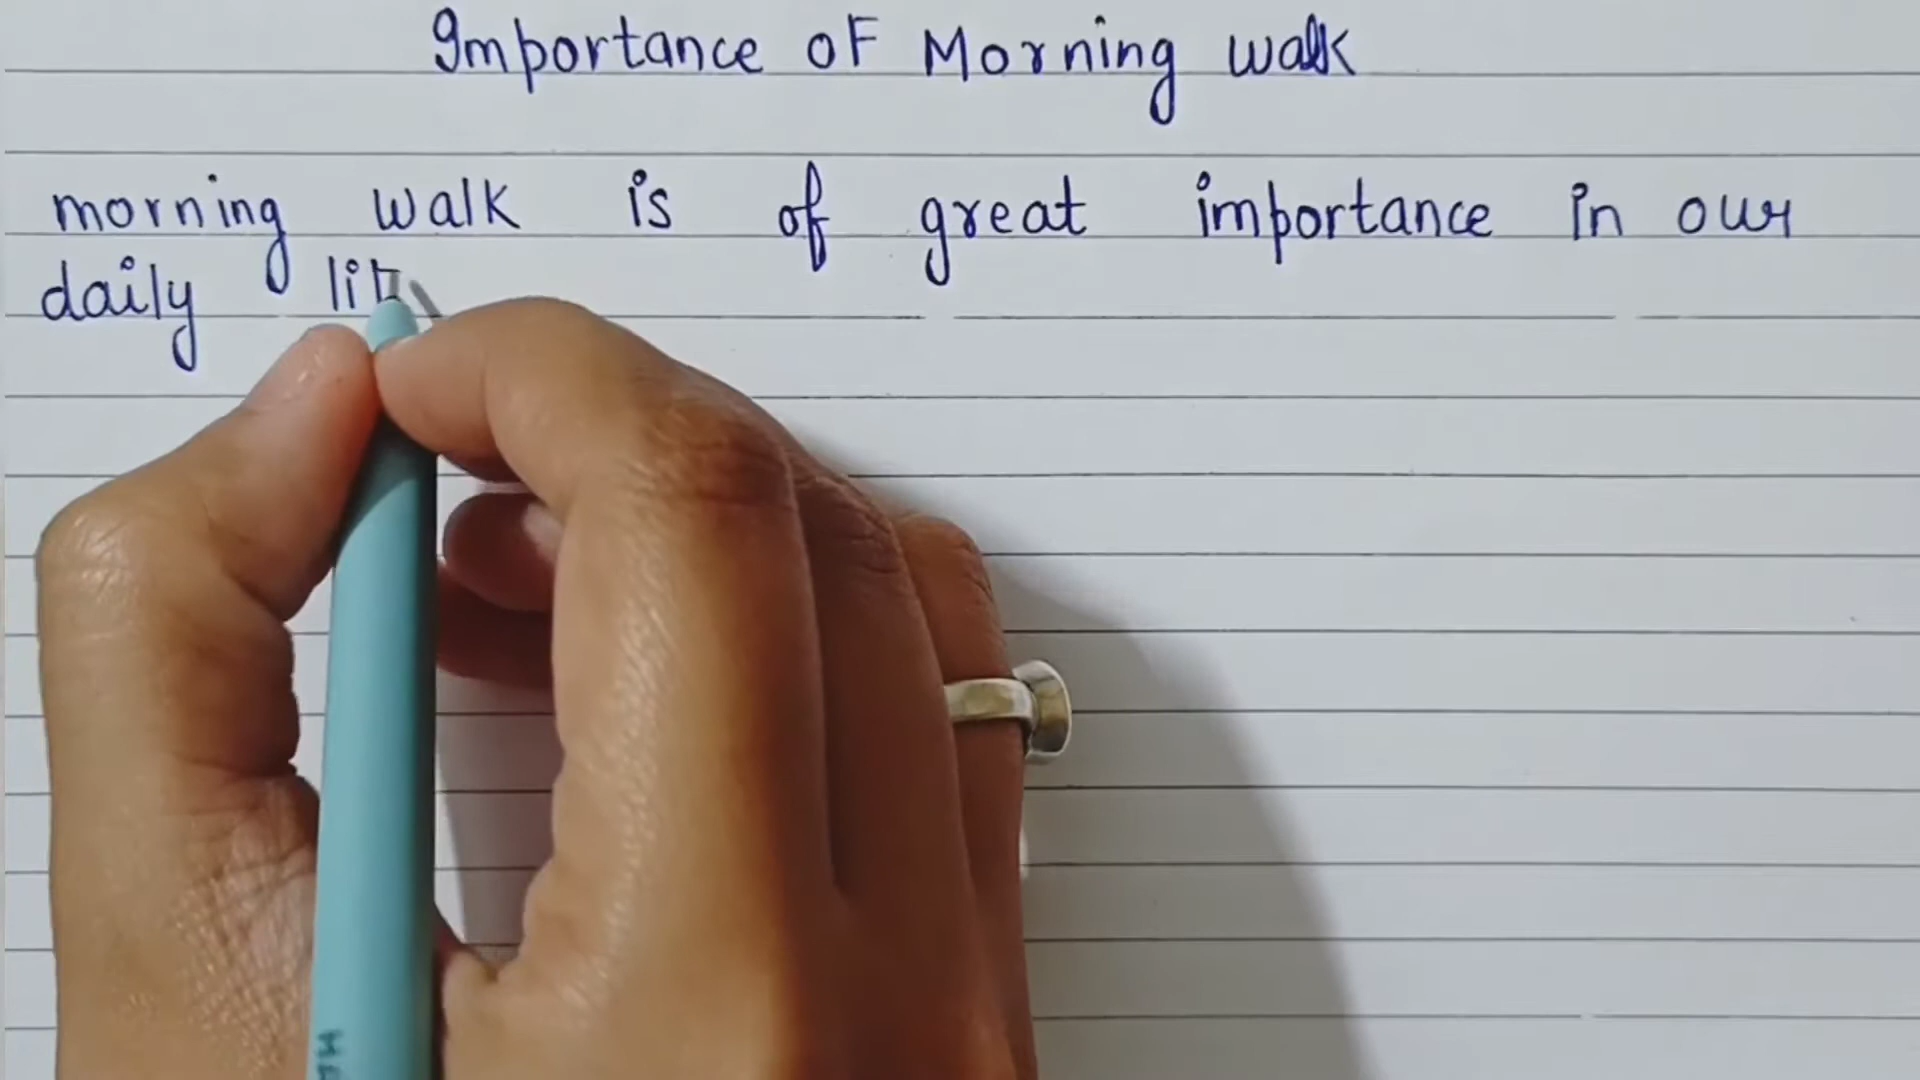 Importance oF Morning walk
morning walk is of great importance in our
daily